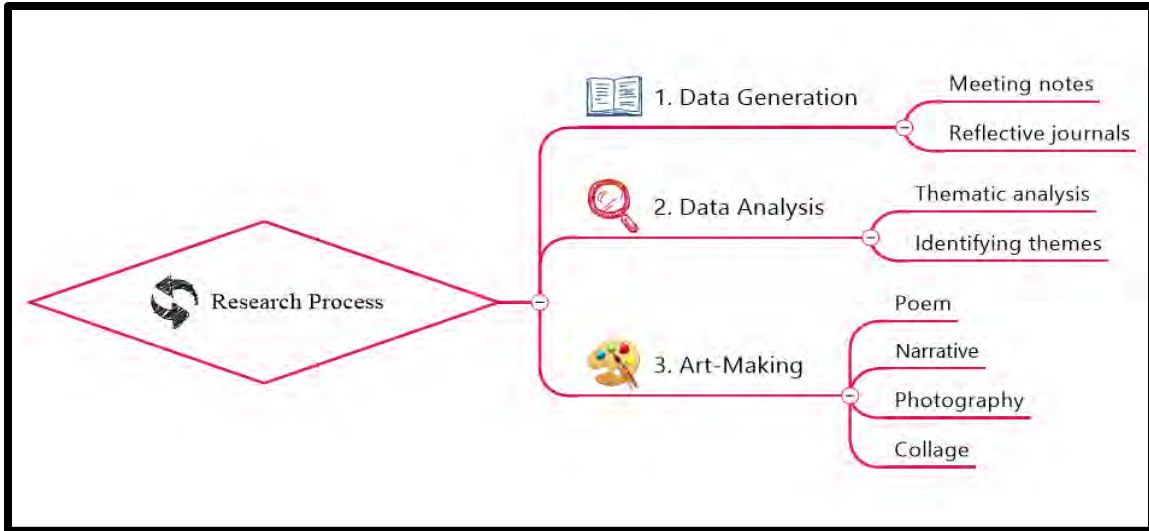 Research Process
1. Data Generation
Meeting notes
Reflective journals
2. Data Analysis
Thematic analysis
Identifying themes
3. Art-Making
Poem
Narrative
Photography
Collage